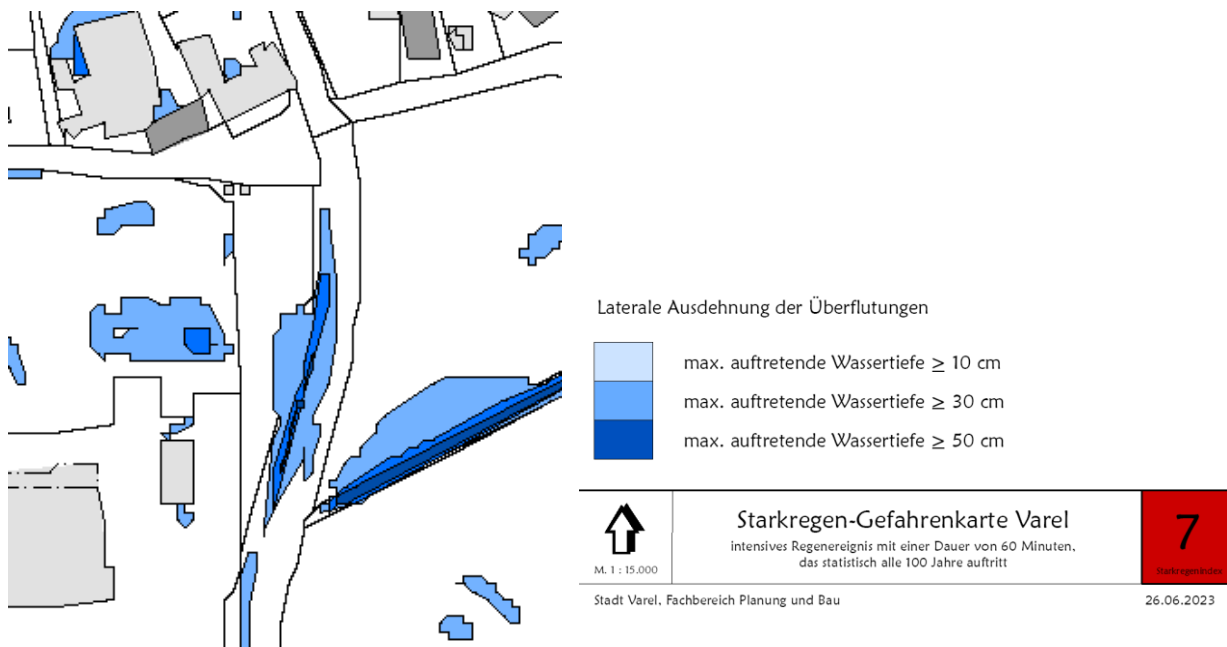 Laterale Ausdehnung der Überflutungen
max. auftretende Wassertiefe ≥ 10 cm
max. auftretende Wassertiefe ≥ 30 cm
max. auftretende Wassertiefe ≥ 50 cm
M. 1 : 15.000
Starkregen-Gefahrenkarte Varel
intensives Regenereignis mit einer Dauer von 60 Minuten,
das statistisch alle 100 Jahre auftritt
7
Starkregenindex
Stadt Varel, Fachbereich Planung und Bau
26.06.2023